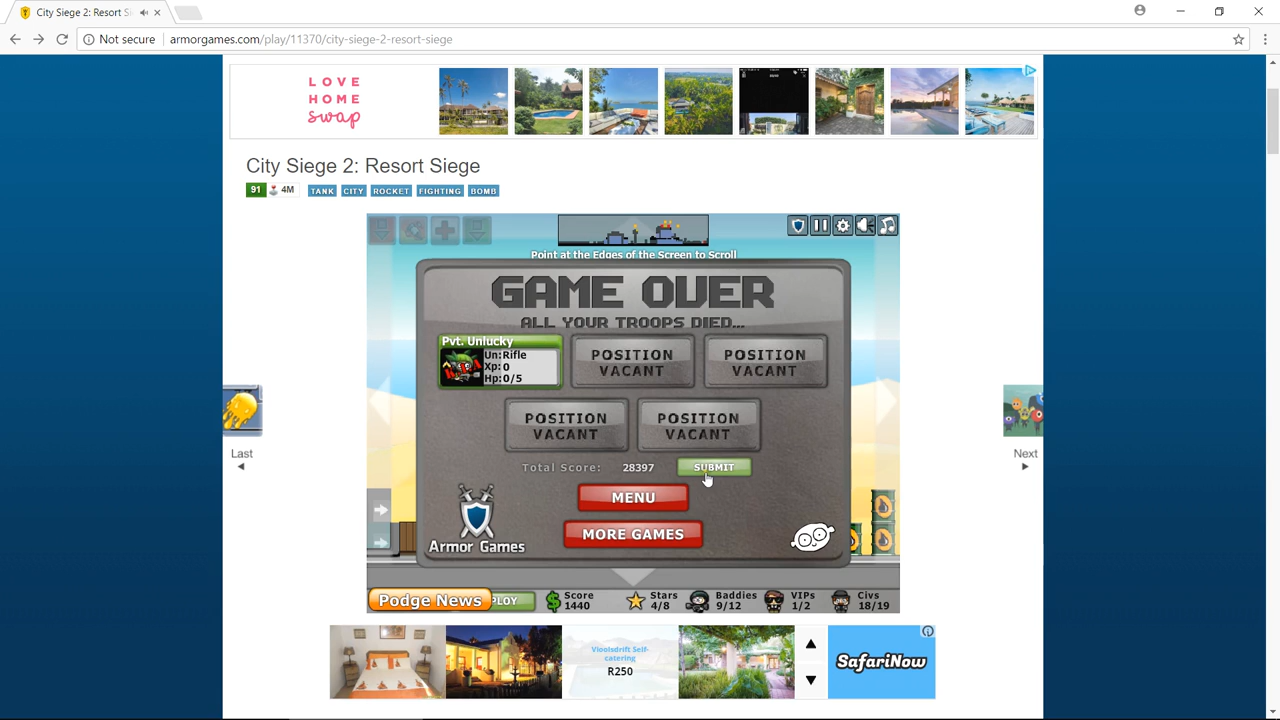 City Siege 2: Resort Si
Not secure
armorgames.com/play/11370/city-siege-2-resort-siege
LOVE
HOME
swap
City Siege 2: Resort Siege
91 4M TANK CITY ROCKET FIGHTING BOMB
Point at the Edges of the Screen to Scroll
GAME OVER
ALL YOUR TROOPS DIED...
Pvt. Unlucky
Un:Rifle
Xp:0
Hp:0/5
POSITION
VACANT
POSITION
VACANT
POSITION
VACANT
POSITION
VACANT
Total Score: 28397 SUBMIT
MENU
MORE GAMES
Armor Games
Last
Next
Podge News
PLOY
Score
1440
Stars
4/8
Baddies
9/12
VIPs
1/2
Civs
18/19
Vioolsdrift Self-
catering
R250
SafariNow